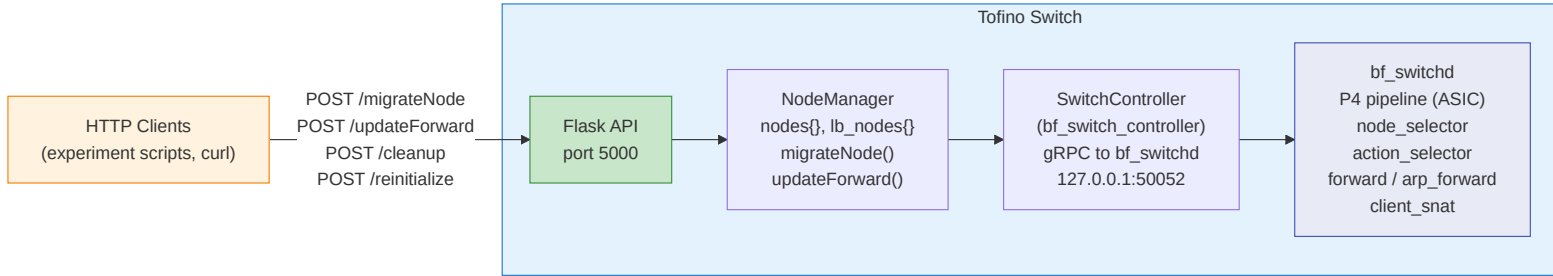 Tofino Switch
HTTP Clients
(experiment scripts, curl)
POST /migrateNode
POST /updateForward
POST /cleanup
POST /reinitialize
Flask API
port 5000
NodeManager
nodes{}, lb_nodes{}
migrateNode()
updateForward()
SwitchController
(bf_switch_controller)
gRPC to bf_switchd
127.0.0.1:50052
bf_switchd
P4 pipeline (ASIC)
node_selector
action_selector
forward / arp_forward
client_snat